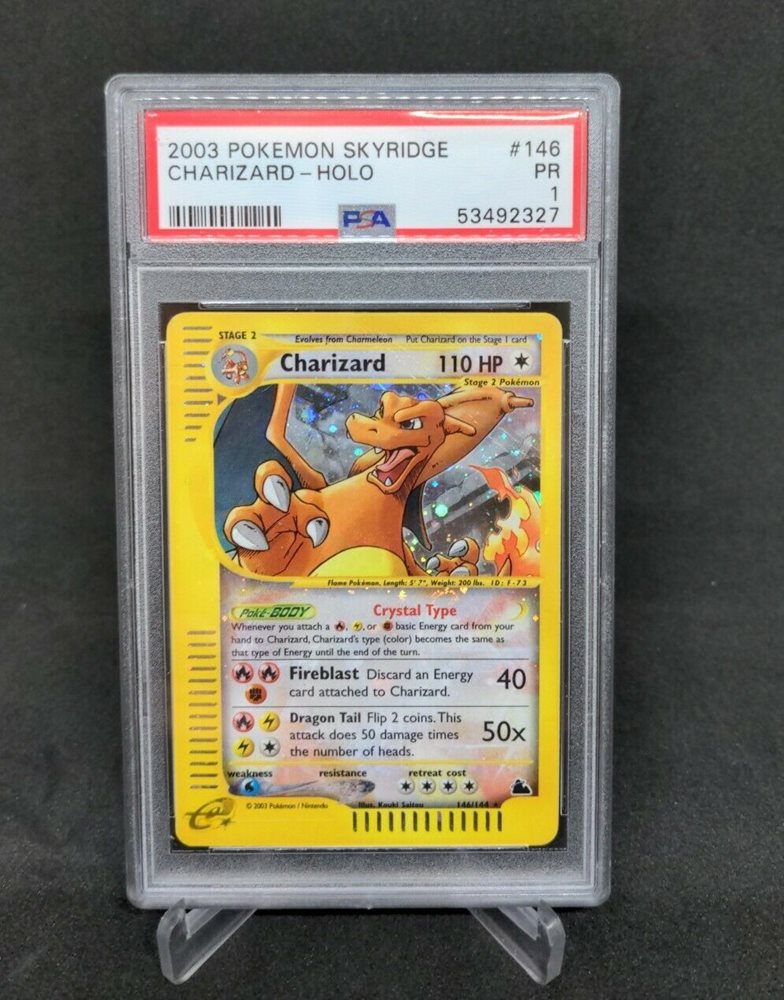 2003 POKEMON SKYRIDGE #146
CHARIZARD - HOLO PR
1
PSA 53492327
STAGE 2 Evolves from Charmeleon Put Charizard on the Stage 1 card
Charizard 110 HP
Stage 2 Pokémon
Flame Pokémon. Length: 5' 7", Weight: 200 lbs. ID: F-73
Poké-BODY Crystal Type
Whenever you attach a , , or basic Energy card from your
hand to Charizard, Charizard's type (color) becomes the same as
that type of Energy until the end of the turn.
Fireblast Discard an Energy 40
card attached to Charizard.
Dragon Tail Flip 2 coins. This 50x
attack does 50 damage times
the number of heads.
weakness resistance retreat cost
e © 2003 Pokémon / Nintendo Illus. Kouki Saitou 146/144